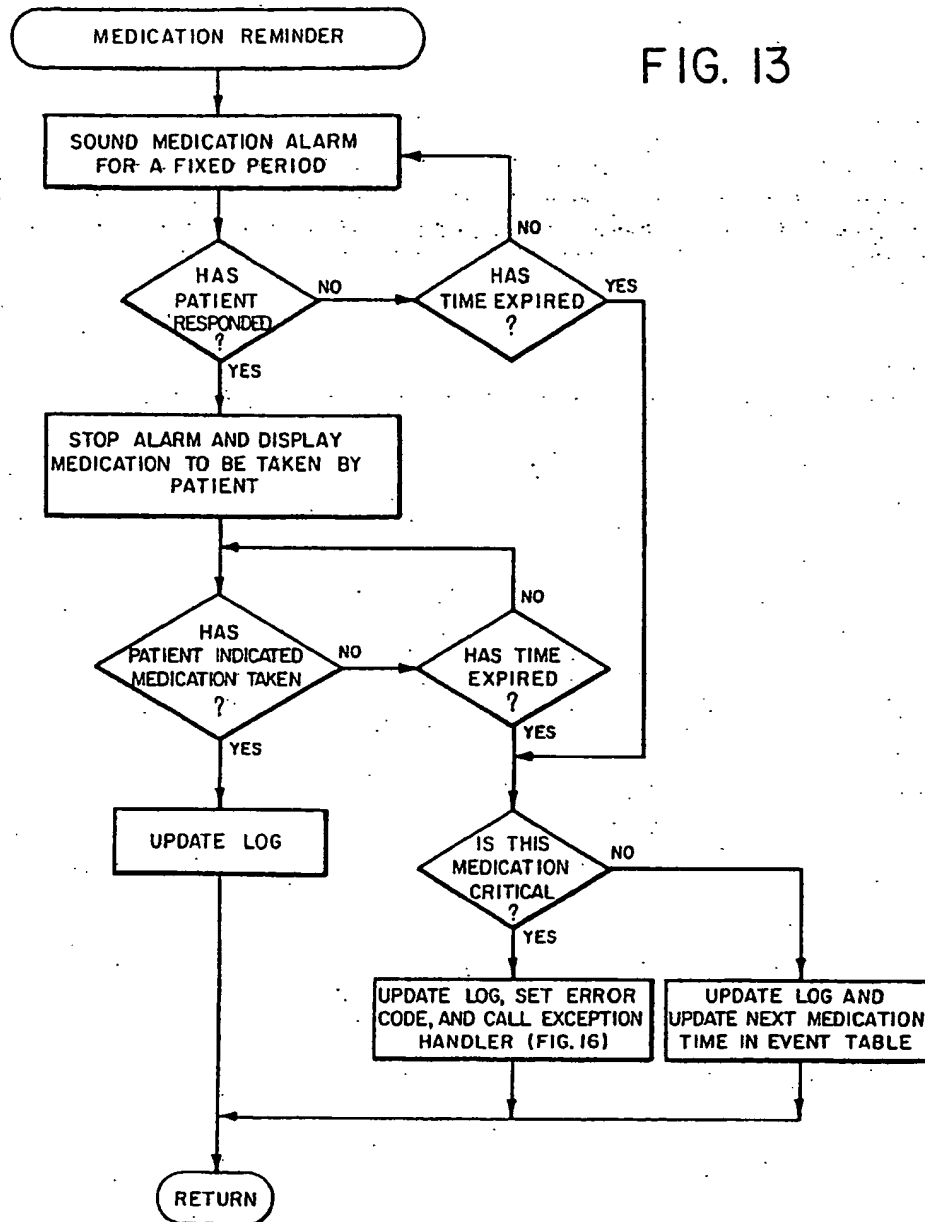 MEDICATION REMINDER
FIG. 13
SOUND MEDICATION ALARM
FOR A FIXED PERIOD
NO
HAS
PATIENT
RESPONDED
?
NO
HAS
TIME EXPIRED
?
YES
YES
STOP ALARM AND DISPLAY
MEDICATION TO BE TAKEN BY
PATIENT
NO
HAS
PATIENT INDICATED
MEDICATION TAKEN
?
NO
HAS TIME
EXPIRED
?
YES
YES
UPDATE LOG
IS THIS
MEDICATION
CRITICAL
?
NO
YES
UPDATE LOG, SET ERROR
CODE, AND CALL EXCEPTION
HANDLER (FIG. 16)
UPDATE LOG AND
UPDATE NEXT MEDICATION
TIME IN EVENT TABLE
RETURN